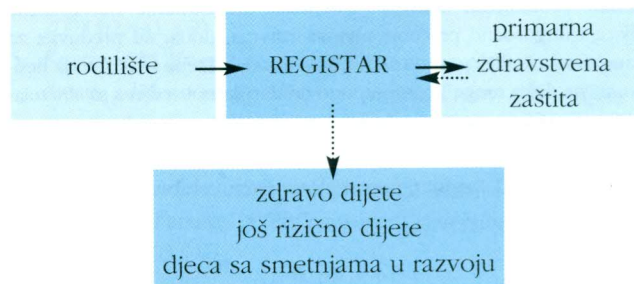 rodilište
REGISTAR
primarna
zdravstvena
zaštita
zdravo dijete
još rizično dijete
djeca sa smetnjama u razvoju